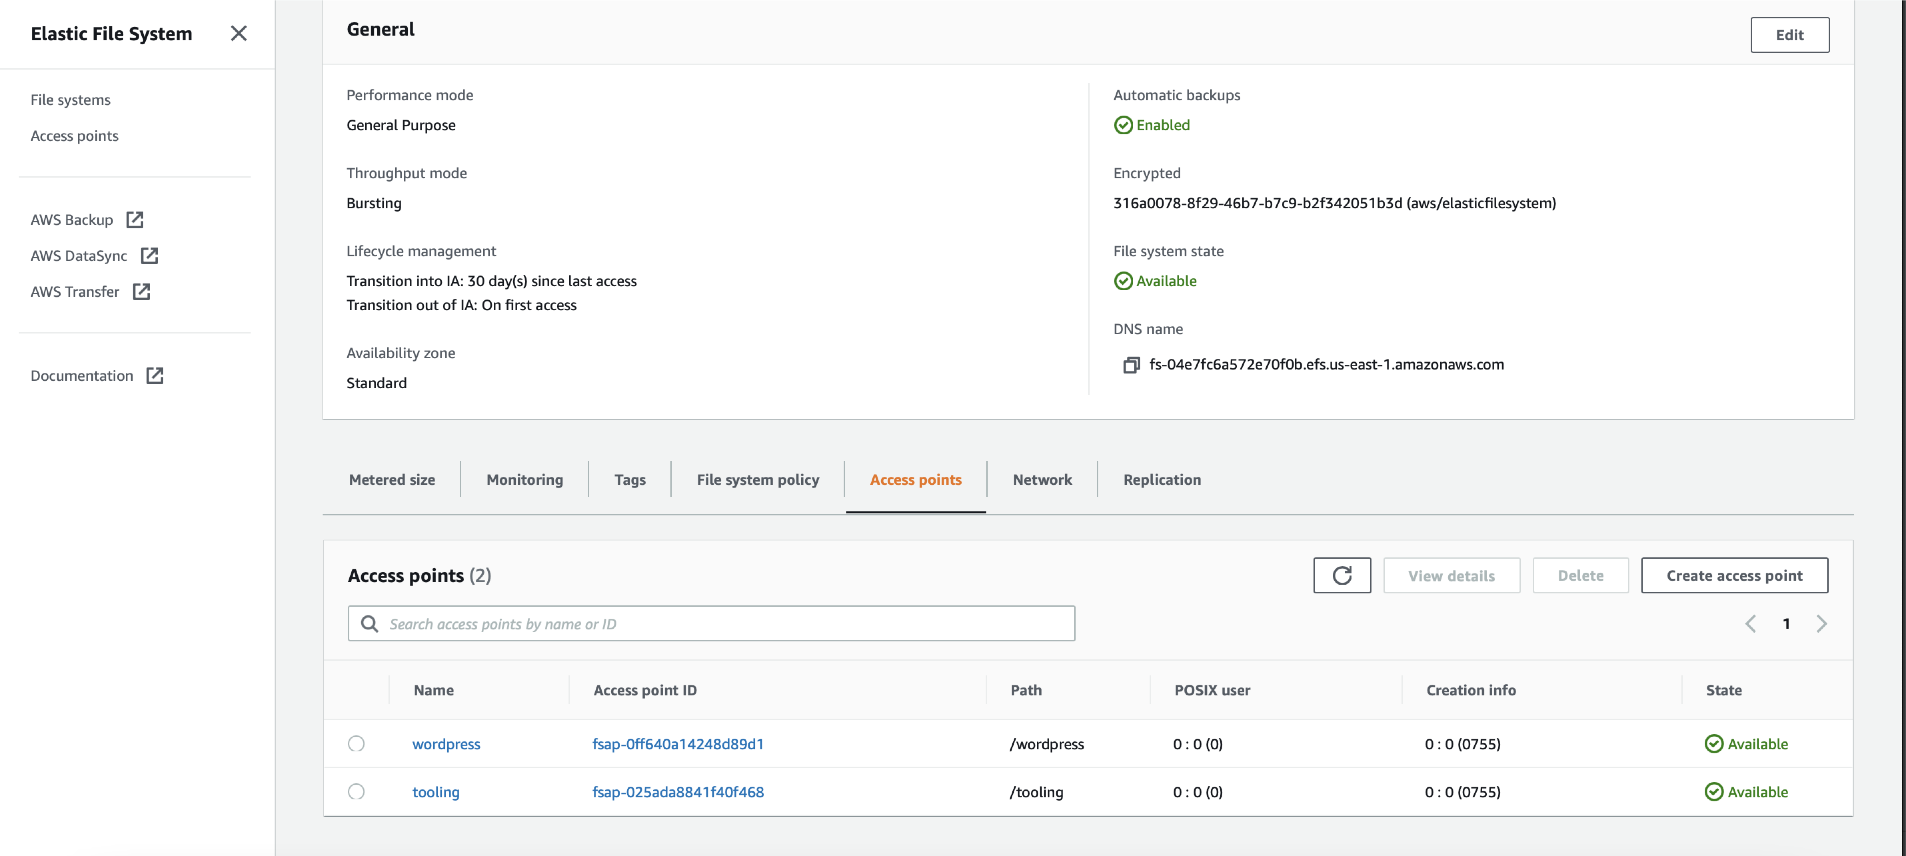 Elastic File System
File systems
Access points
AWS Backup
AWS DataSync
AWS Transfer
Documentation
General
Edit
Performance mode
General Purpose
Throughput mode
Bursting
Lifecycle management
Transition into IA: 30 day(s) since last access
Transition out of IA: On first access
Availability zone
Standard
Automatic backups
Enabled
Encrypted
316a0078-8f29-46b7-b7c9-b2f342051b3d (aws/elasticfilesystem)
File system state
Available
DNS name
fs-04e7fc6a572e70f0b.efs.us-east-1.amazonaws.com
Metered size Monitoring Tags File system policy Access points Network Replication
Access points (2)
View details Delete Create access point
Search access points by name or ID
1
Name Access point ID Path POSIX user Creation info State
wordpress fsap-0ff640a14248d89d1 /wordpress 0 : 0 (0) 0 : 0 (0755) Available
tooling fsap-025ada8841f40f468 /tooling 0 : 0 (0) 0 : 0 (0755) Available